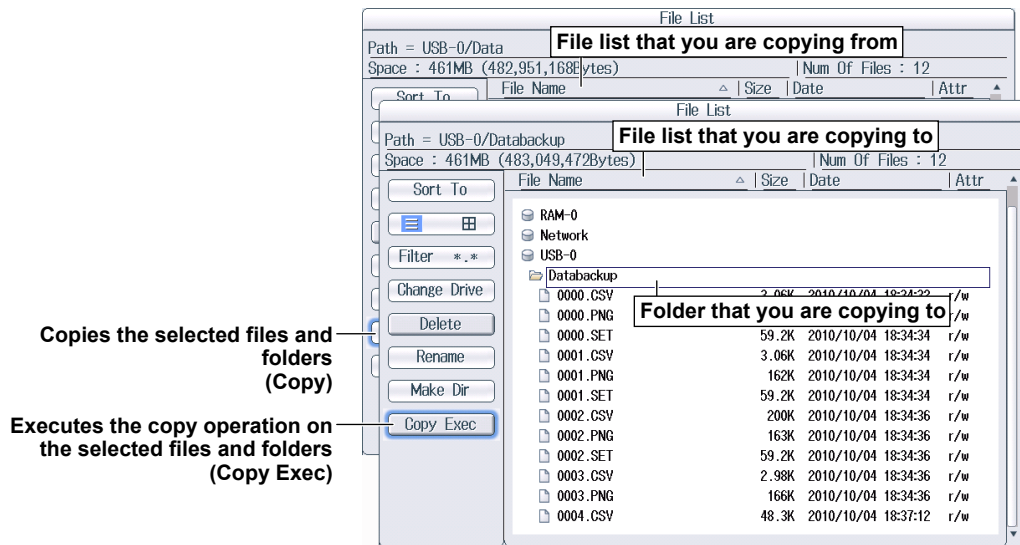 File List
Path = USB-0/Data
File list that you are copying from
Space : 461MB (482,951,168Bytes) Num Of Files : 12
Sort To File Name Size Date Attr
File List
Path = USB-0/Databackup
File list that you are copying to
Space : 461MB (483,049,472Bytes) Num Of Files : 12
File Name Size Date Attr
Sort To
RAM-0
Network
USB-0
Filter *.*
Databackup
Change Drive
0000.CSV 3.06K 2010/10/04 18:34:32 r/w
Folder that you are copying to
0000.PNG r/w
Delete
0000.SET 59.2K 2010/10/04 18:34:34 r/w
0001.CSV 3.06K 2010/10/04 18:34:34 r/w
Rename
0001.PNG 162K 2010/10/04 18:34:34 r/w
Make Dir
0001.SET 59.2K 2010/10/04 18:34:34 r/w
Copy Exec
0002.CSV 200K 2010/10/04 18:34:36 r/w
0002.PNG 163K 2010/10/04 18:34:36 r/w
0002.SET 59.2K 2010/10/04 18:34:36 r/w
0003.CSV 2.98K 2010/10/04 18:34:36 r/w
0003.PNG 166K 2010/10/04 18:34:36 r/w
0004.CSV 48.3K 2010/10/04 18:37:12 r/w
Copies the selected files and
folders
(Copy)
Executes the copy operation on
the selected files and folders
(Copy Exec)